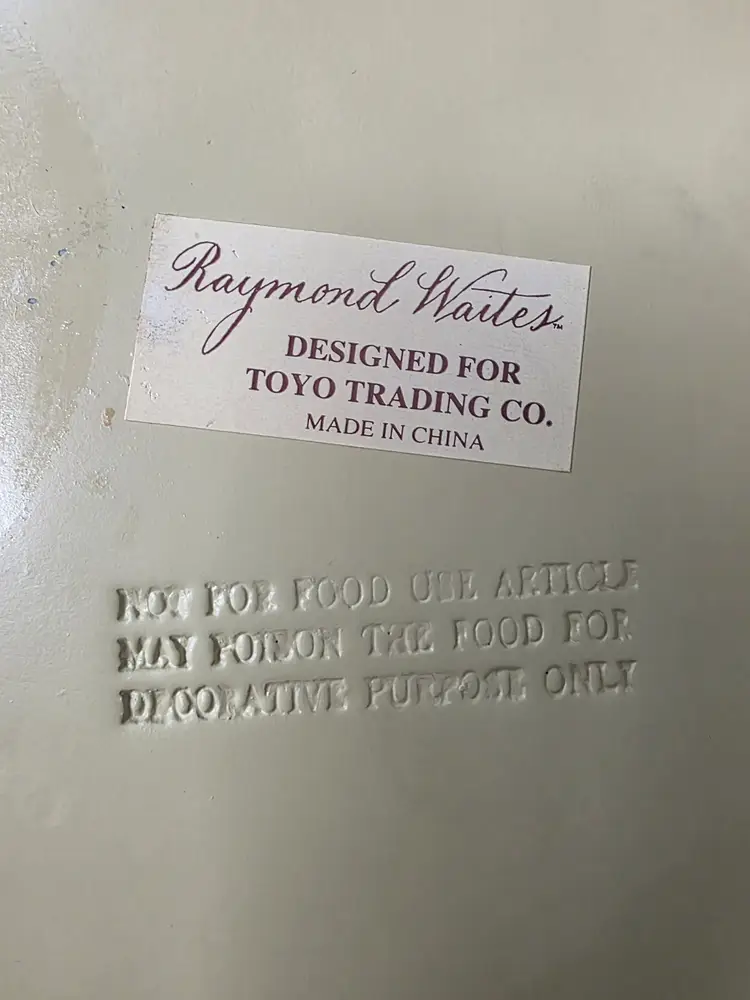 Raymond Waites™
DESIGNED FOR
TOYO TRADING CO.
MADE IN CHINA
NOT FOR FOOD USE ARTICLE
MAY POISON THE FOOD FOR
DECORATIVE PURPOSE ONLY